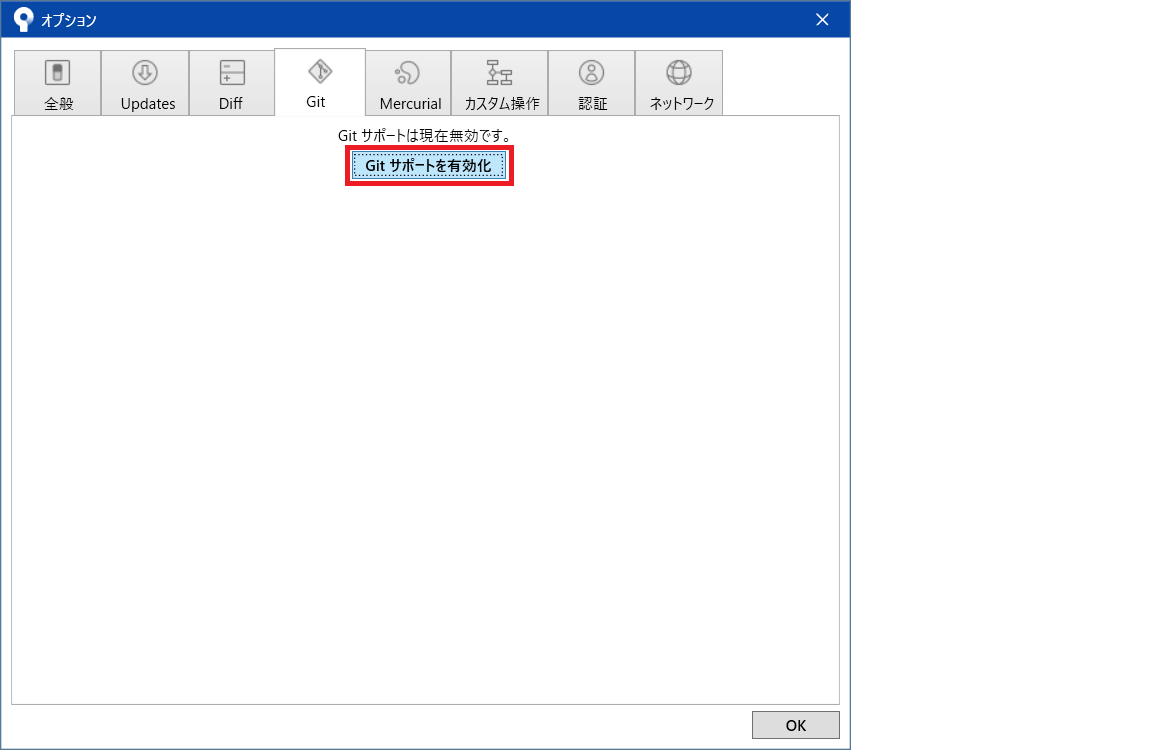 オプション
全般
Updates
Diff
Git
Mercurial
カスタム操作
認証
ネットワーク
Git サポートは現在無効です。
Git サポートを有効化
OK